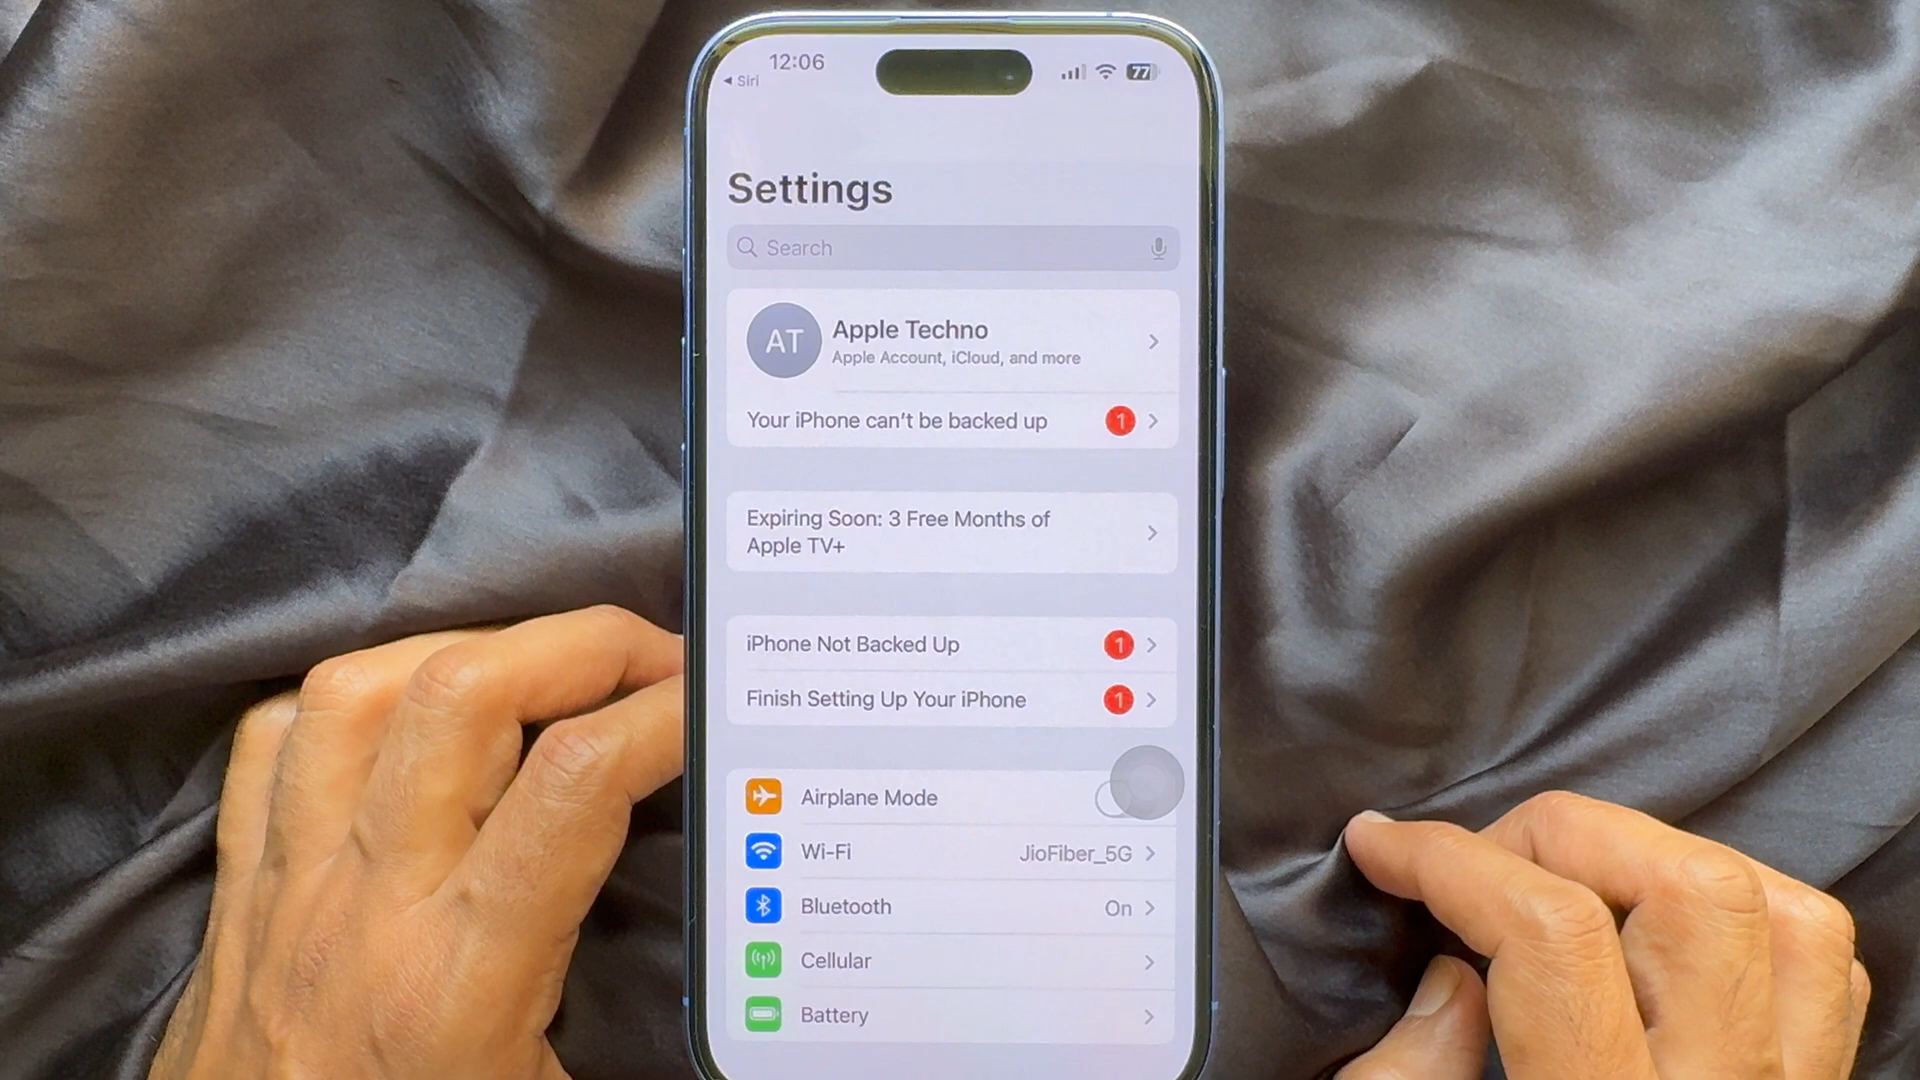 12:06
◀ Siri
77
Settings
Search
AT
Apple Techno
Apple Account, iCloud, and more
Your iPhone can't be backed up
1
Expiring Soon: 3 Free Months of
Apple TV+
iPhone Not Backed Up
1
Finish Setting Up Your iPhone
1
Airplane Mode
Wi-Fi
JioFiber_5G
Bluetooth
On
Cellular
Battery